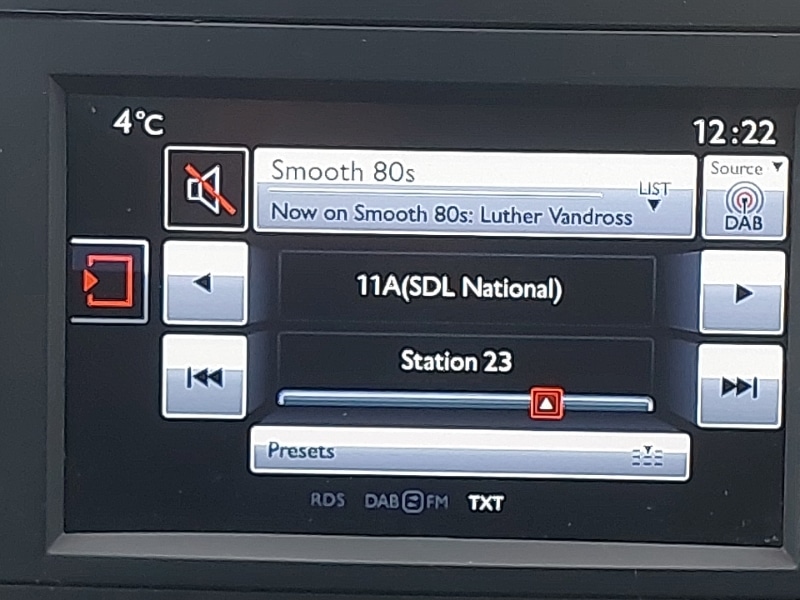 4°C
12:22
Smooth 80s
LIST
Source
Now on Smooth 80s: Luther Vandross
DAB
11A(SDL National)
Station 23
Presets
RDS DAB FM TXT